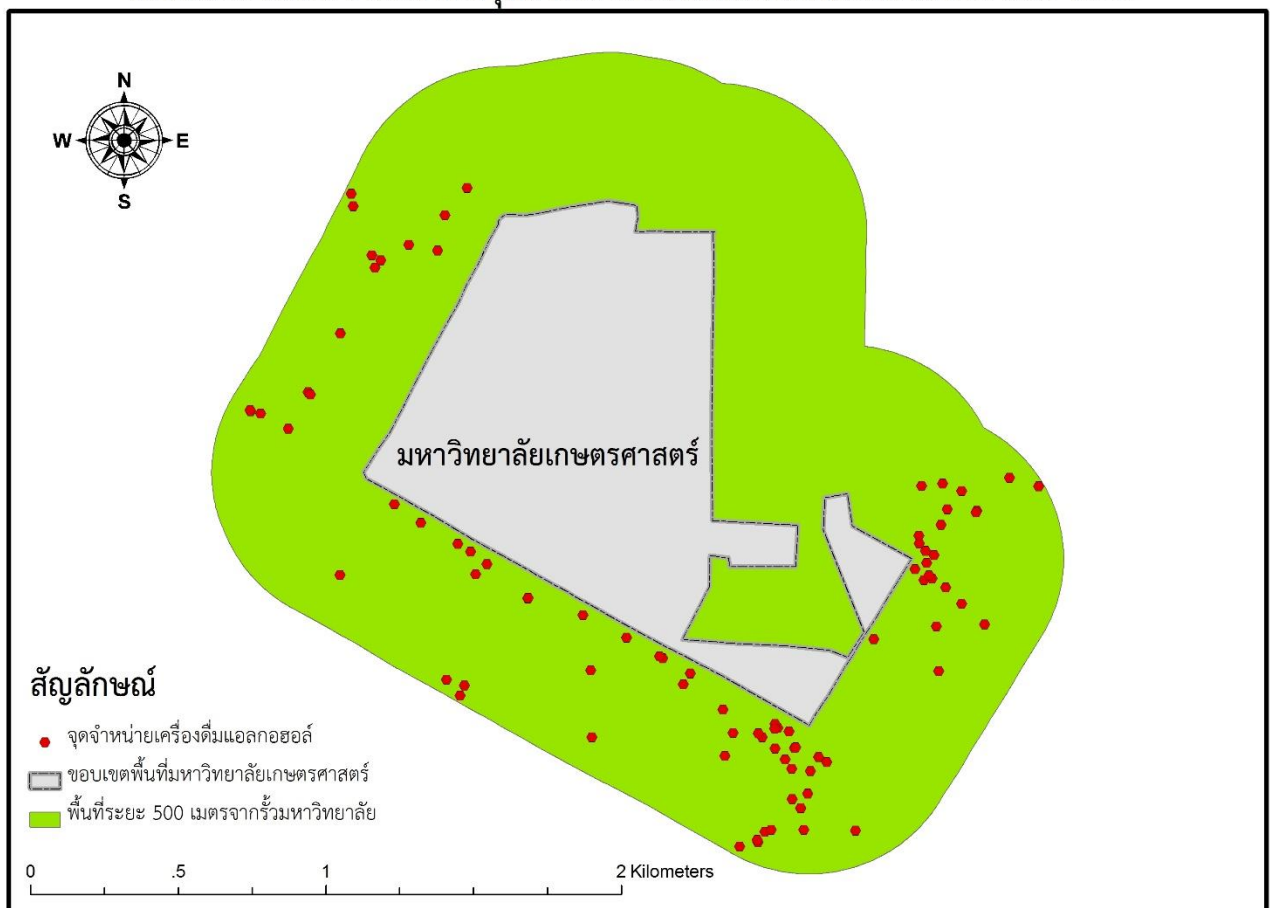 N
W E
S
มหาวิทยาลัยเกษตรศาสตร์
สัญลักษณ์
จุดจำหน่ายเครื่องดื่มแอลกอฮอล์
ขอบเขตพื้นที่มหาวิทยาลัยเกษตรศาสตร์
พื้นที่ระยะ 500 เมตรจากรั้วมหาวิทยาลัย
0 .5 1 2 Kilometers